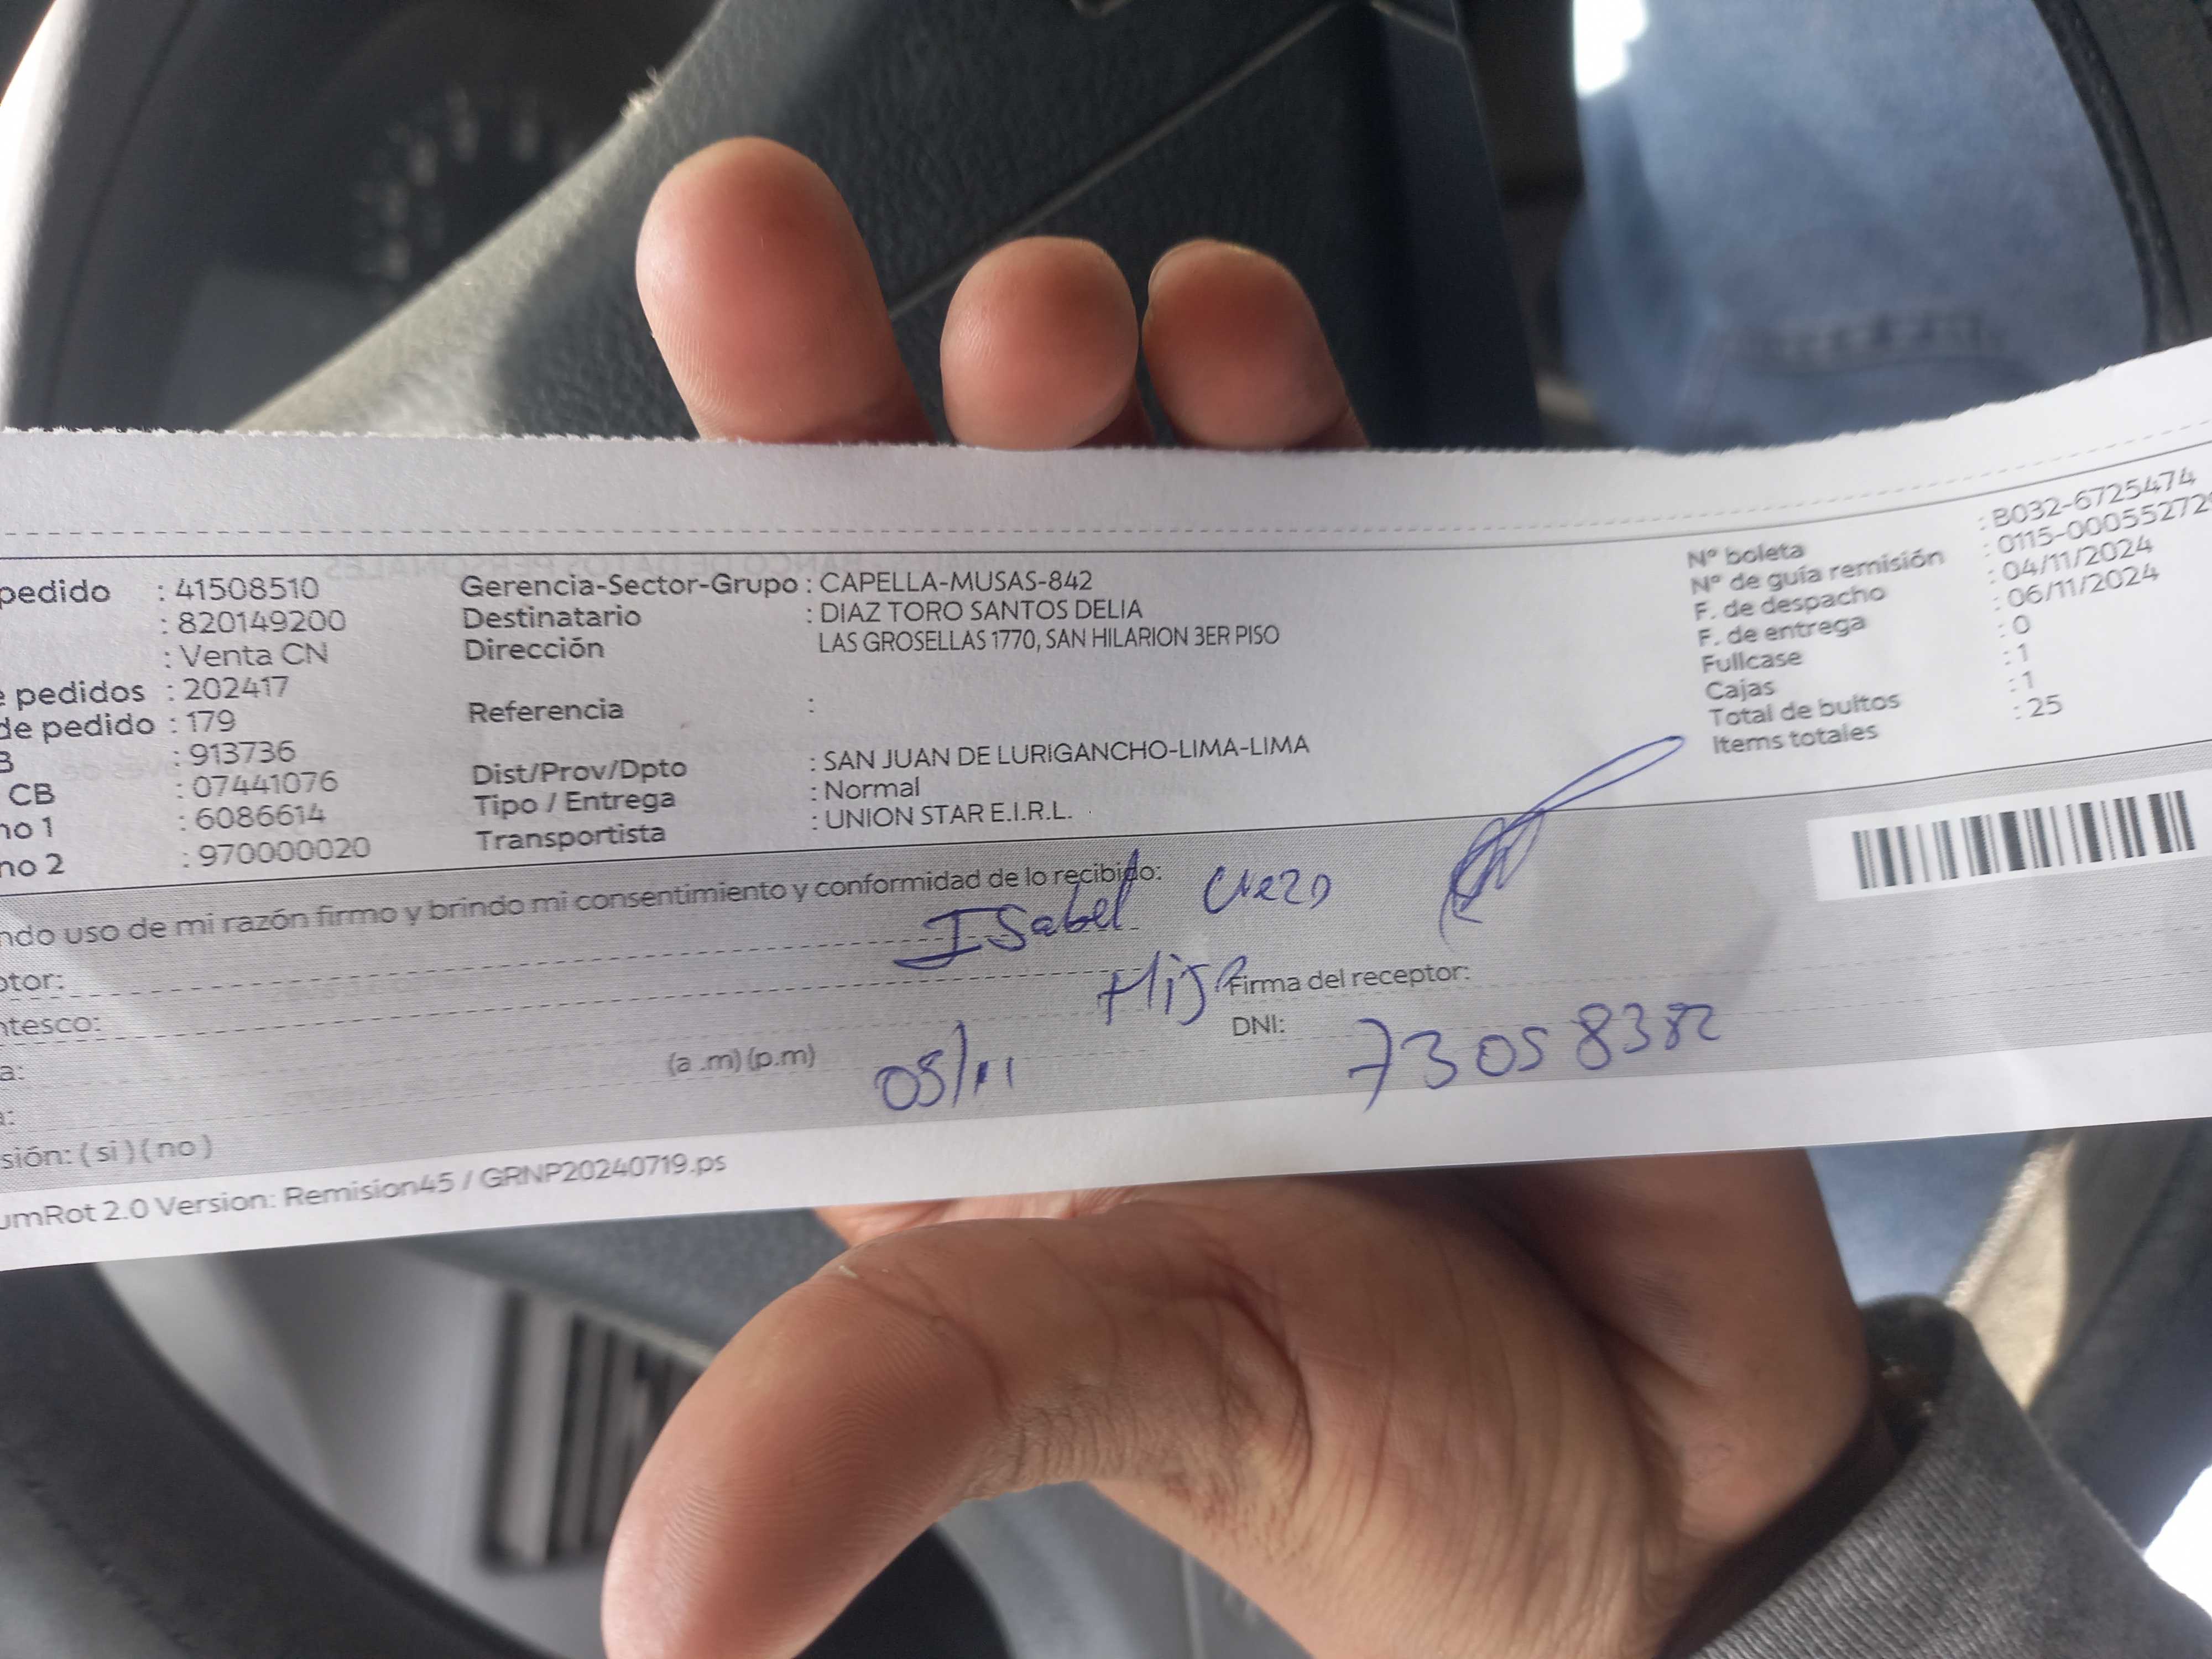 pedido : 41508510
: 820149200
: Venta CN
e pedidos : 202417
de pedido : 179
B : 913736
CB : 07441076
no 1 : 6086614
no 2 : 970000020
Gerencia-Sector-Grupo : CAPELLA-MUSAS-842
Destinatario : DIAZ TORO SANTOS DELIA
Dirección LAS GROSELLAS 1770, SAN HILARION 3ER PISO
Referencia :
Dist/Prov/Dpto : SAN JUAN DE LURIGANCHO-LIMA-LIMA
Tipo / Entrega : Normal
Transportista : UNION STAR E.I.R.L.
Nº boleta : B032-6725474
Nº de guía remisión : 0115-00055272
F. de despacho : 04/11/2024
F. de entrega : 06/11/2024
Fullcase : 0
Cajas : 1
Total de bultos : 1
Items totales : 25
ndo uso de mi razón firmo y brindo mi consentimiento y conformidad de lo recibido:
ptor: Isabel
ntesco: Hija
Firma del receptor:
a: (a .m) (p.m)
DNI: 73058382
a: 05/11
sión: ( si ) ( no )
umRot 2.0 Version: Remision45 / GRNP20240719.ps